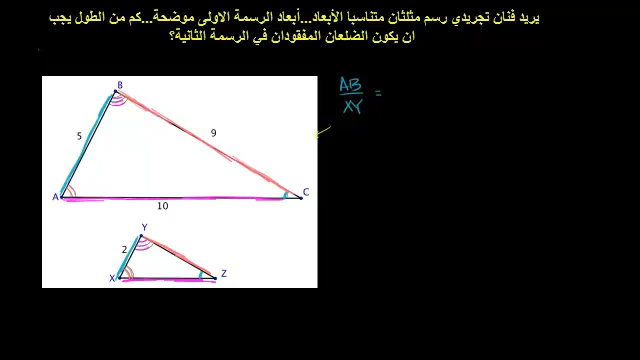 يريد فنان تجريدي رسم مثلثان متناسبا الأبعاد...أبعاد الرسمة الاولى موضحة...كم من الطول يجب
ان يكون الضلعان المفقودان في الرسمة الثانية؟
AB
XY =
B
5
9
A
10
C
Y
2
X
Z